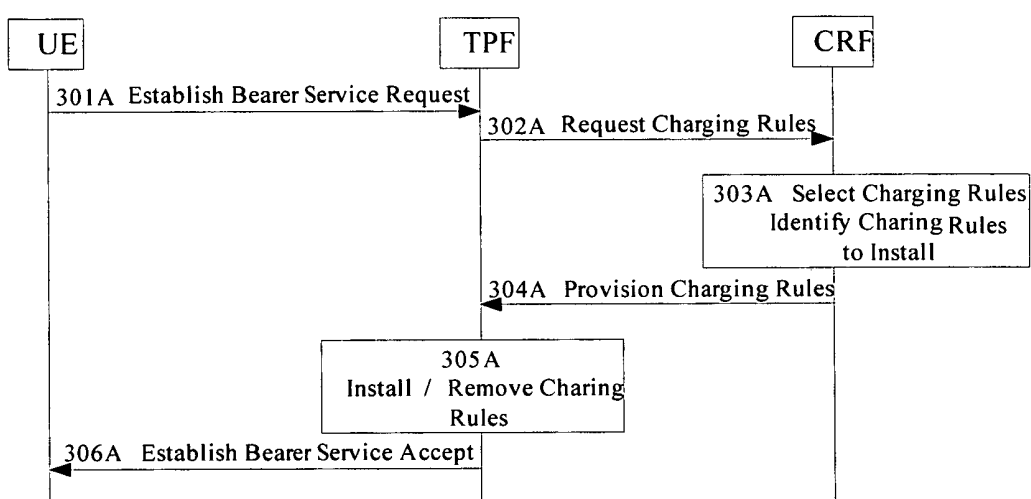 UE
TPF
CRF
301A Establish Bearer Service Request
302A Request Charging Rules
303A Select Charging Rules
Identify Charing Rules
to Install
304A Provision Charging Rules
305A
Install / Remove Charing
Rules
306A Establish Bearer Service Accept